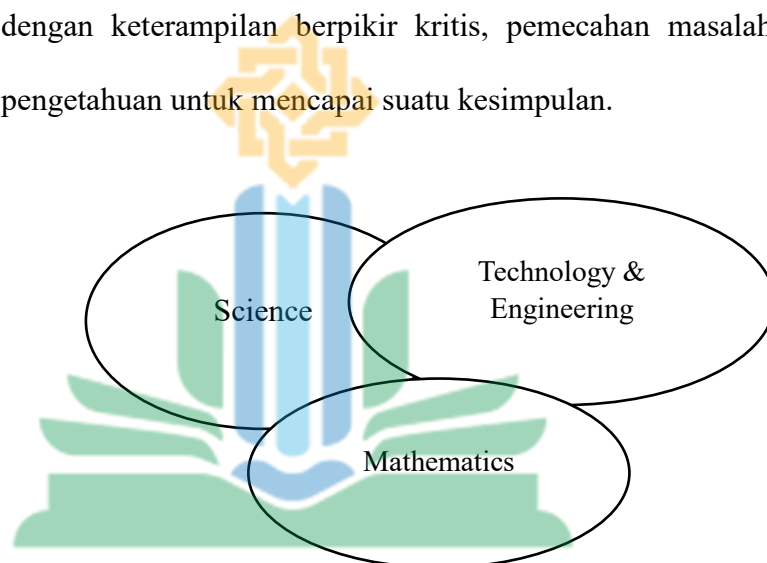 dengan keterampilan berpikir kritis, pemecahan masalah
pengetahuan untuk mencapai suatu kesimpulan.
Technology &
Engineering
Science
Mathematics